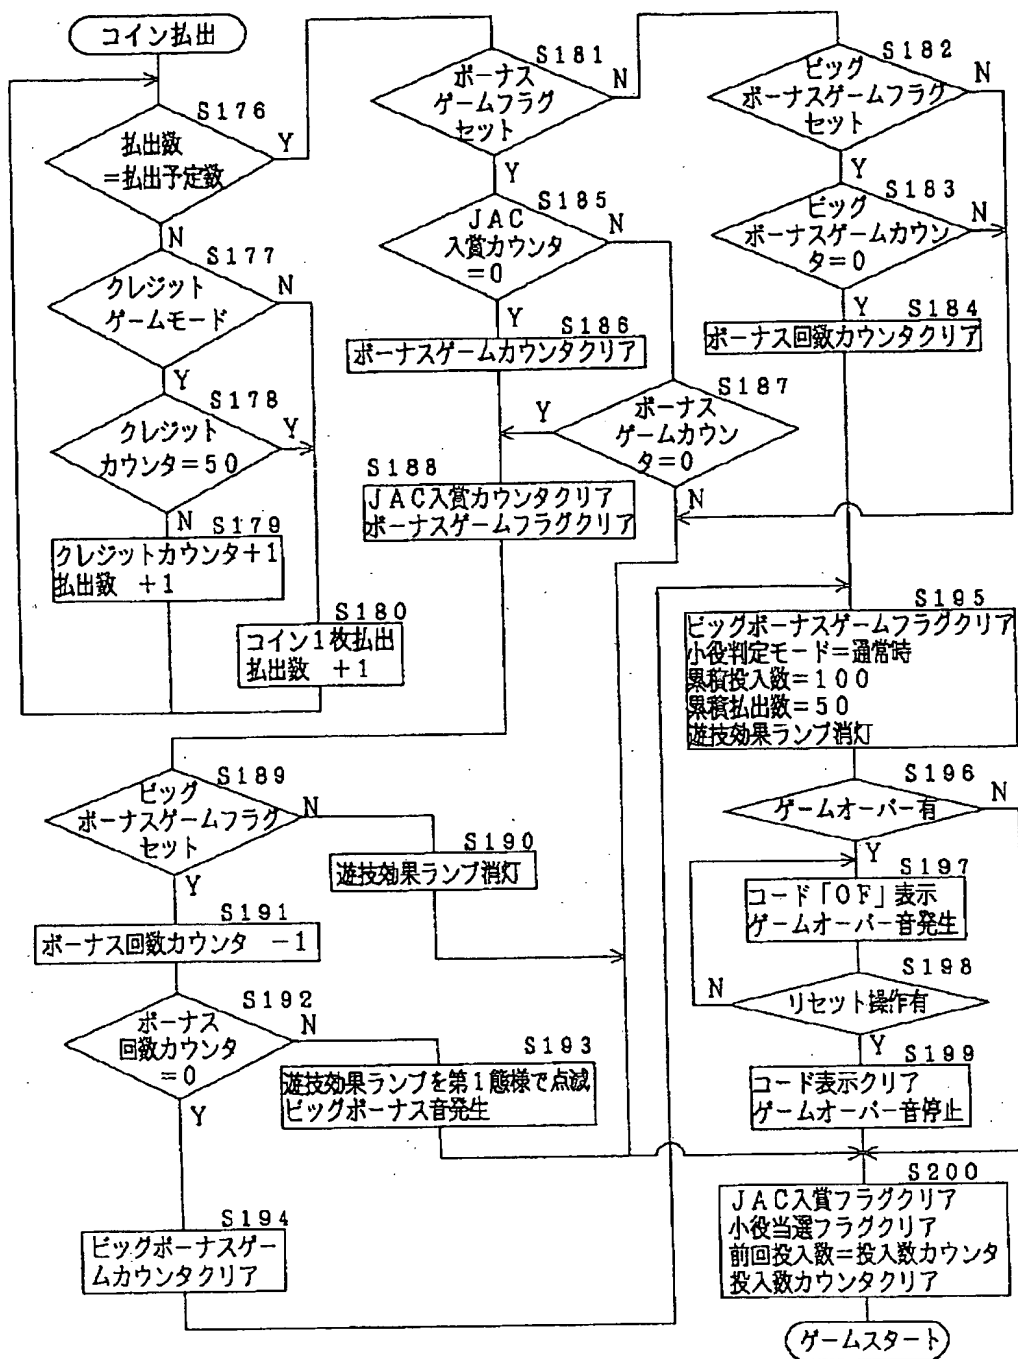 コイン払出
S176
払出数
=払出予定数
Y
N
S177
クレジット
ゲームモード
N
Y
S178
クレジット
カウンタ=50
Y
N
S179
クレジットカウンタ+1
払出数 +1
S180
コイン1枚払出
払出数 +1
S181
ボーナス
ゲームフラグ
セット
N
Y
S182
ビッグ
ボーナスゲームフラグ
セット
N
Y
S183
ビッグ
ボーナスゲームカウン
タ=0
N
Y
S184
ボーナス回数カウンタクリア
S185
JAC
入賞カウンタ
=0
N
Y
S186
ボーナスゲームカウンタクリア
S187
ボーナス
ゲームカウン
タ=0
Y
N
S188
JAC入賞カウンタクリア
ボーナスゲームフラグクリア
S189
ビッグ
ボーナスゲームフラグ
セット
N
Y
S190
遊技効果ランプ消灯
S191
ボーナス回数カウンタ -1
S192
ボーナス
回数カウンタ
=0
N
Y
S193
遊技効果ランプを第1態様で点滅
ビッグボーナス音発生
S194
ビッグボーナスゲー
ムカウンタクリア
S195
ビッグボーナスゲームフラグクリア
小役判定モード=通常時
累積投入数=100
累積払出数=50
遊技効果ランプ消灯
S196
ゲームオーバー有
N
Y
S197
コード「OF」表示
ゲームオーバー音発生
S198
リセット操作有
N
Y
S199
コード表示クリア
ゲームオーバー音停止
S200
JAC入賞フラグクリア
小役当選フラグクリア
前回投入数=投入数カウンタ
投入数カウンタクリア
ゲームスタート